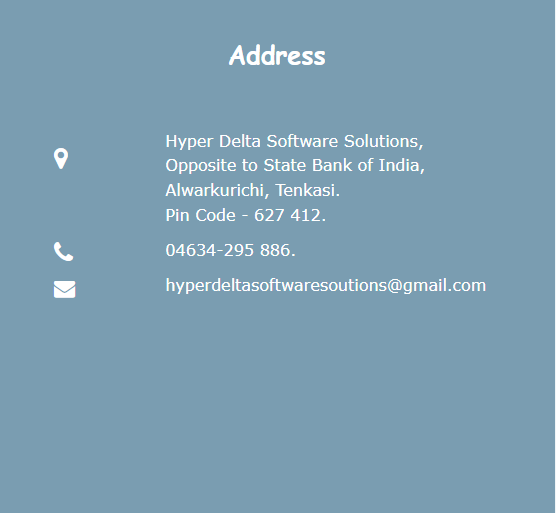 Address
Hyper Delta Software Solutions,
Opposite to State Bank of India,
Alwarkurichi, Tenkasi.
Pin Code - 627 412.
04634-295 886.
hyperdeltasoftwaresoutions@gmail.com